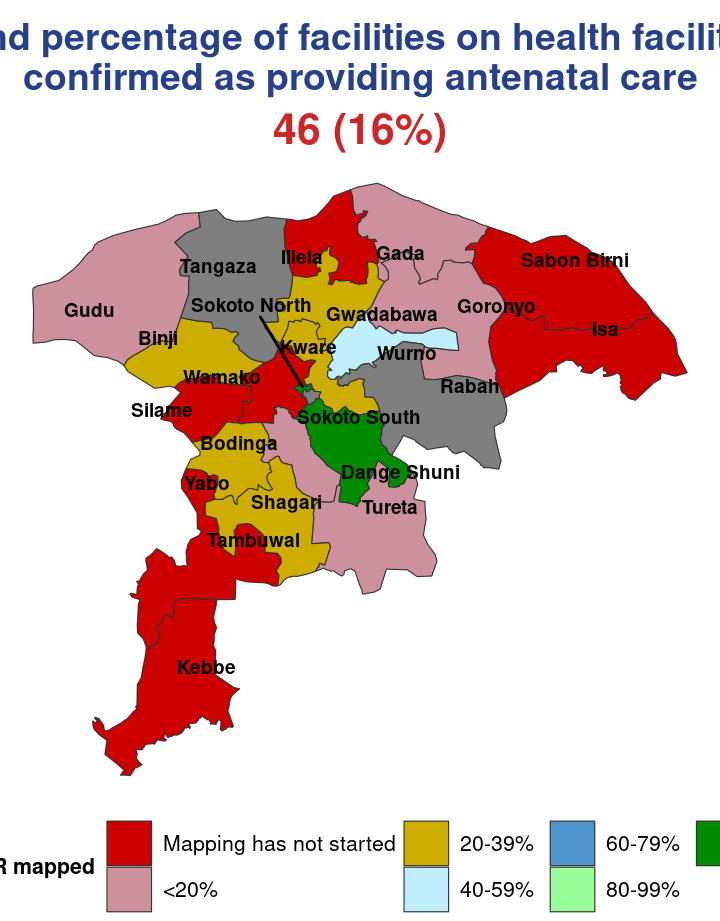 percentage of facilities on health
confirmed as providing antenatal care
46 (16%)
Illela
Gada
Sabon Birni
Tangaza
Gudu
Sokoto North
Gwadabawa
Goronyo
Isa
Binji
Kware
Wurno
Wamako
Rabah
Silame
Sokoto South
Bodinga
Dange Shuni
Yabo
Shagari
Tureta
Tambuwal
Kebbe
Mapping has not started
20-39%
60-79%
R mapped
<20%
40-59%
80-99%